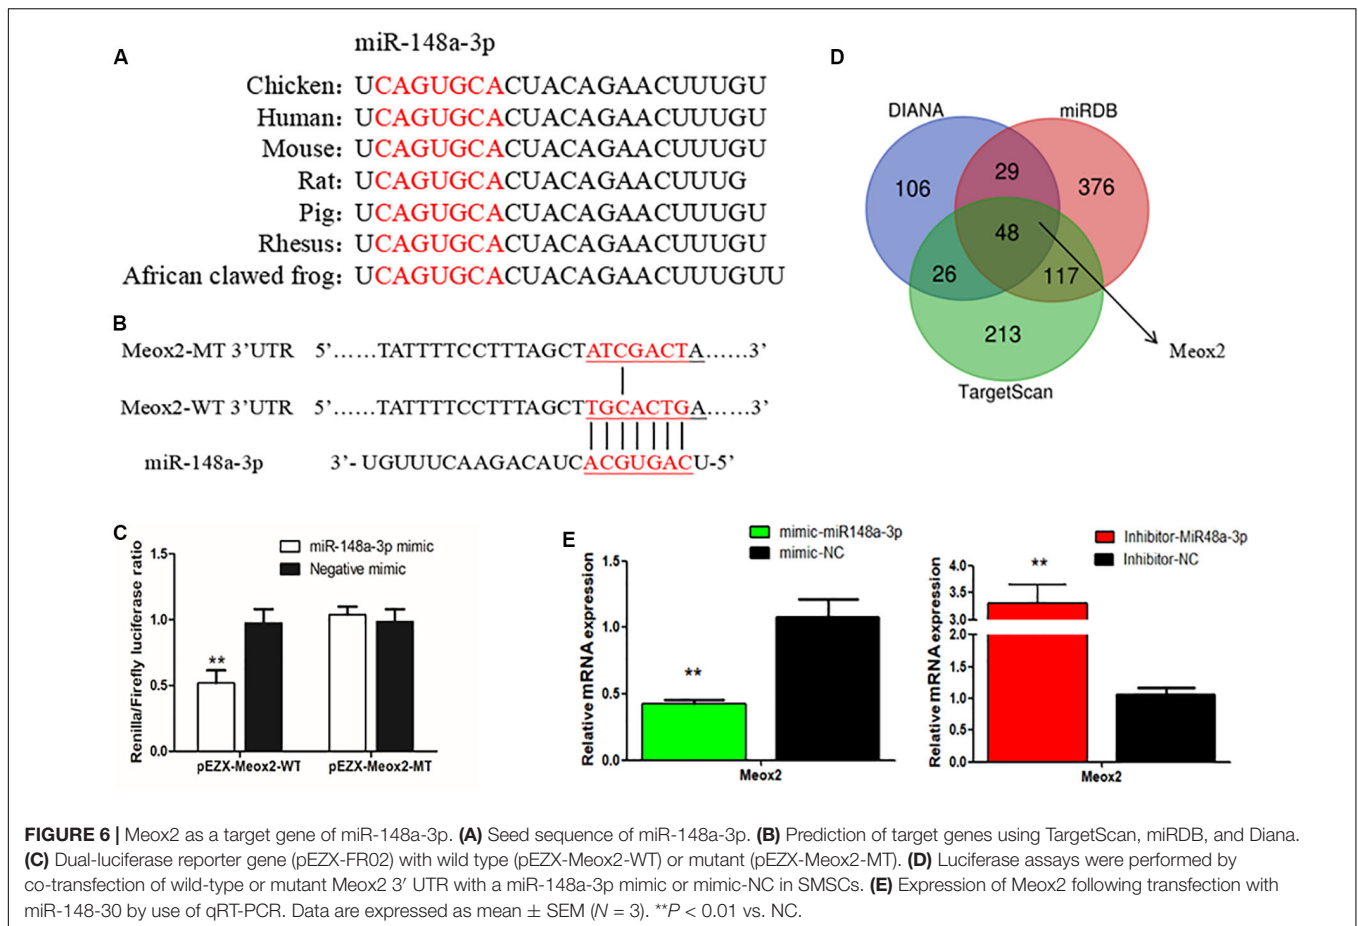 A
miR-148a-3p
Chicken: UCAGUGCACUACAGAACUUUGU
Human: UCAGUGCACUACAGAACUUUGU
Mouse: UCAGUGCACUACAGAACUUUGU
Rat: UCAGUGCACUACAGAACUUUG
Pig: UCAGUGCACUACAGAACUUUGU
Rhesus: UCAGUGCACUACAGAACUUUGU
African clawed frog: UCAGUGCACUACAGAACUUUGUU
B
Meox2-MT 3'UTR 5'……TATTTTCCTTTAGCTATCGACTA……3'
Meox2-WT 3'UTR 5'……TATTTTCCTTTAGCTTGCACTGA……3'
miR-148a-3p 3'- UGUUUCAAGACAUCACGUGACU-5'
D
DIANA
miRDB
106
29
376
48
26
117
213
Meox2
TargetScan
C
Renilla/Firefly luciferase ratio
miR-148a-3p mimic
Negative mimic
1.5
1.0
0.5
0.0
**
pEZX-Meox2-WT
pEZX-Meox2-MT
E
mimic-miR148a-3p
mimic-NC
Relative mRNA expression
1.5
1.0
0.5
0.0
**
Meox2
Inhibitor-MiR48a-3p
Inhibitor-NC
Relative mRNA expression
4.0
3.5
3.0
2.0
1.5
1.0
0.5
0.0
**
Meox2
FIGURE 6 | Meox2 as a target gene of miR-148a-3p. (A) Seed sequence of miR-148a-3p. (B) Prediction of target genes using TargetScan, miRDB, and Diana.
(C) Dual-luciferase reporter gene (pEZX-FR02) with wild type (pEZX-Meox2-WT) or mutant (pEZX-Meox2-MT). (D) Luciferase assays were performed by
co-transfection of wild-type or mutant Meox2 3′ UTR with a miR-148a-3p mimic or mimic-NC in SMSCs. (E) Expression of Meox2 following transfection with
miR-148-30 by use of qRT-PCR. Data are expressed as mean ± SEM (N = 3). **P < 0.01 vs. NC.